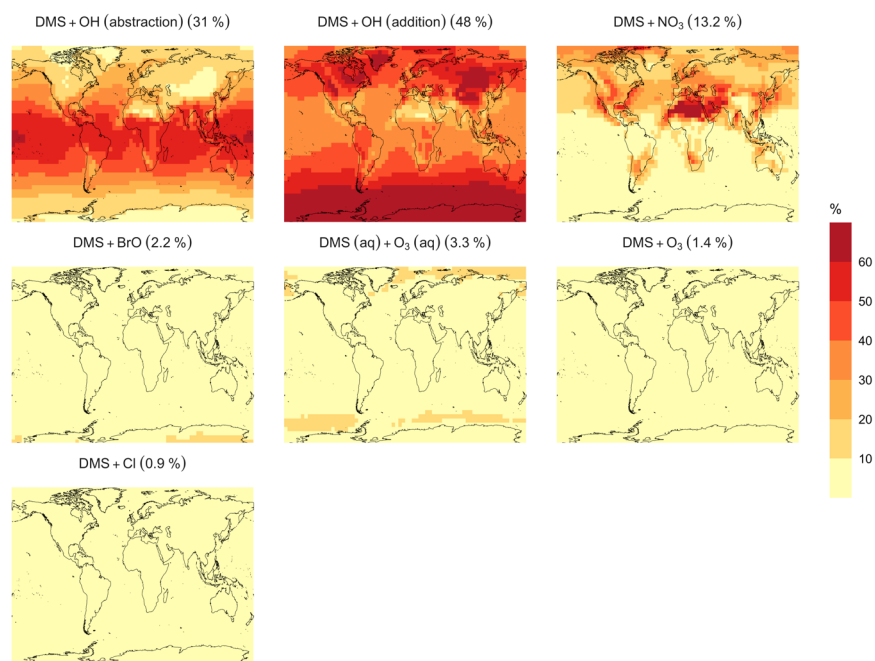 DMS + OH (abstraction) (31 %)
DMS + OH (addition) (48 %)
DMS + NO₃ (13.2 %)
DMS + BrO (2.2 %)
DMS (aq) + O₃ (aq) (3.3 %)
DMS + O₃ (1.4 %)
%
60
50
40
30
20
10
DMS + Cl (0.9 %)